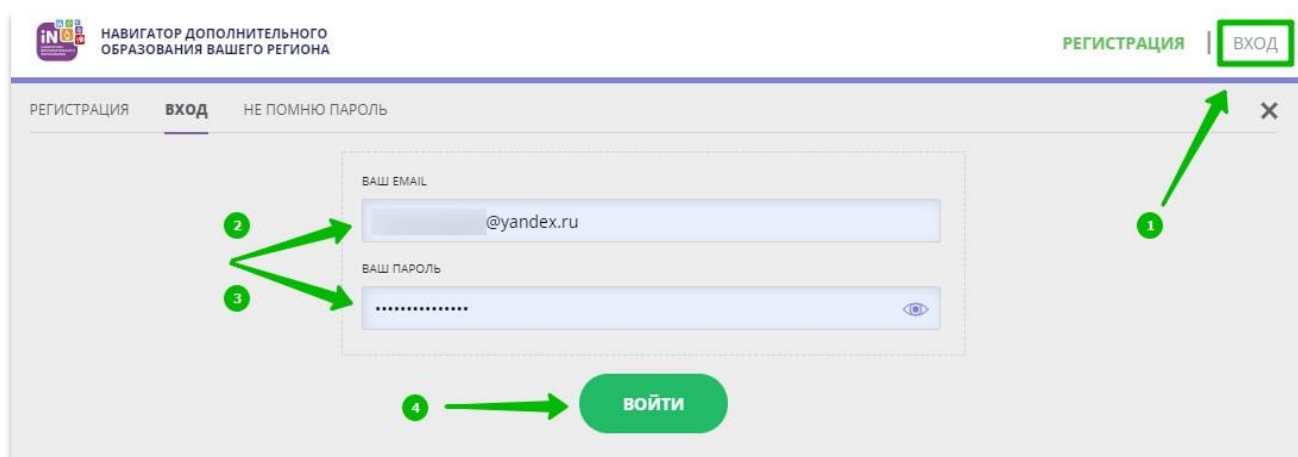 НАВИГАТОР ДОПОЛНИТЕЛЬНОГО
ОБРАЗОВАНИЯ ВАШЕГО РЕГИОНА
РЕГИСТРАЦИЯ | ВХОД
РЕГИСТРАЦИЯ ВХОД НЕ ПОМНЮ ПАРОЛЬ
ВАШ EMAIL
@yandex.ru
2
1
ВАШ ПАРОЛЬ
3
•••••••••••••••
4
ВОЙТИ